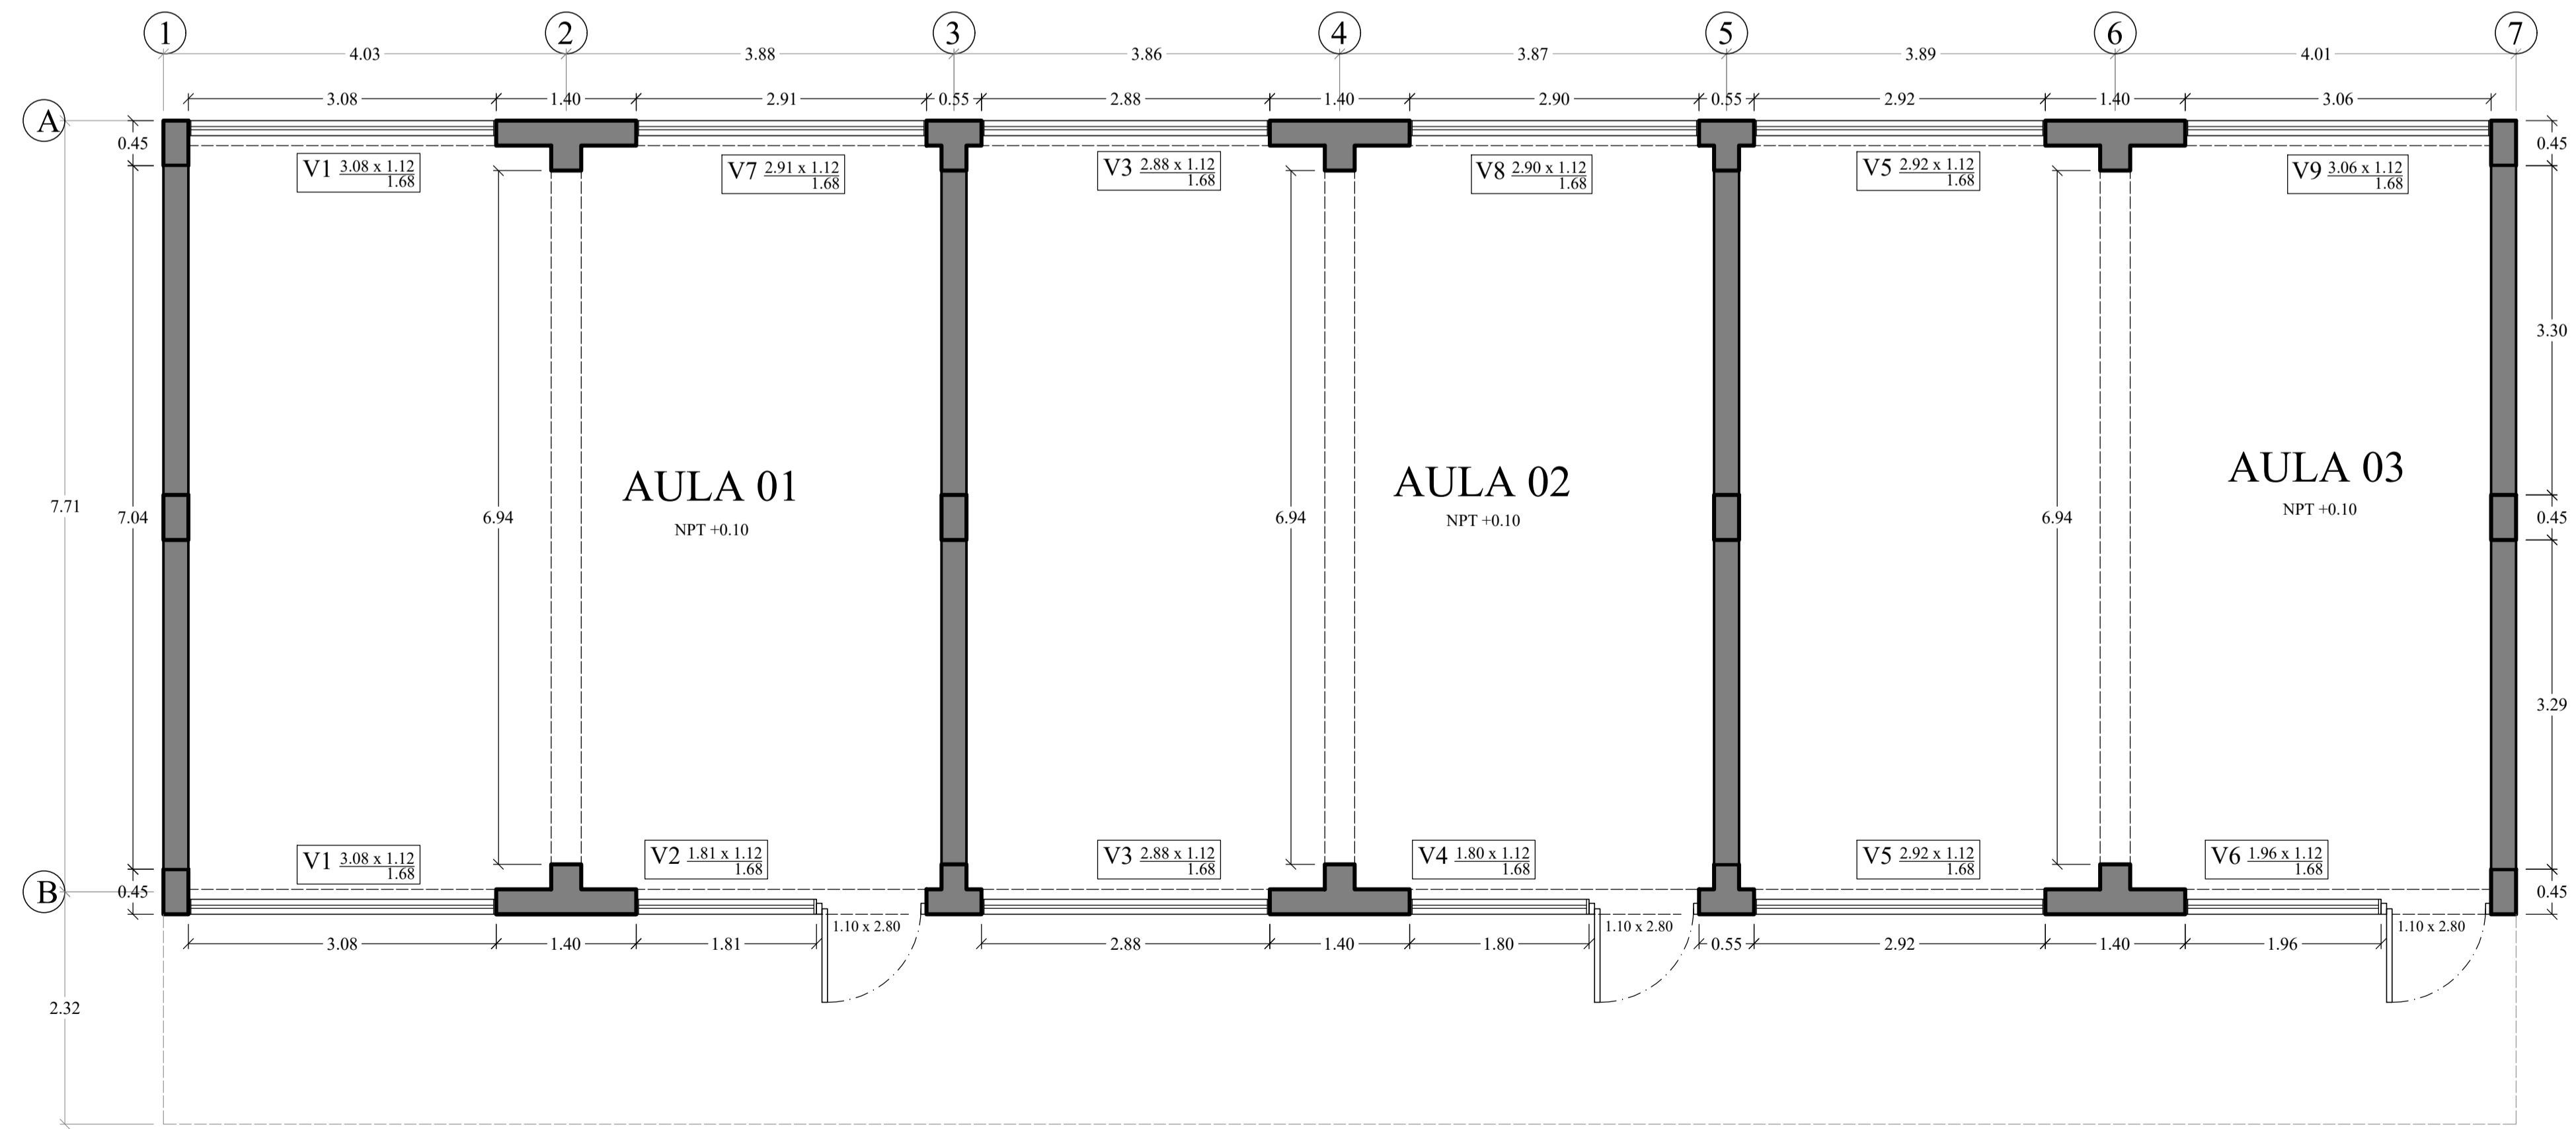 1 2 3 4 5 6 7
4.03 3.88 3.86 3.87 3.89 4.01
3.08 1.40 2.91 0.55 2.88 1.40 2.90 0.55 2.92 1.40 3.06
A
0.45 0.45
V1 3.08 x 1.12
1.68
V7 2.91 x 1.12
1.68
V3 2.88 x 1.12
1.68
V8 2.90 x 1.12
1.68
V5 2.92 x 1.12
1.68
V9 3.06 x 1.12
1.68
3.30
AULA 01
NPT +0.10
AULA 02
NPT +0.10
AULA 03
NPT +0.10
7.71 7.04 6.94 6.94 6.94 0.45
3.29
V1 3.08 x 1.12
1.68
V2 1.81 x 1.12
1.68
V3 2.88 x 1.12
1.68
V4 1.80 x 1.12
1.68
V5 2.92 x 1.12
1.68
V6 1.96 x 1.12
1.68
B
0.45 0.45
1.10 x 2.80 1.10 x 2.80 1.10 x 2.80
3.08 1.40 1.81 2.88 1.40 1.80 0.55 2.92 1.40 1.96
2.32